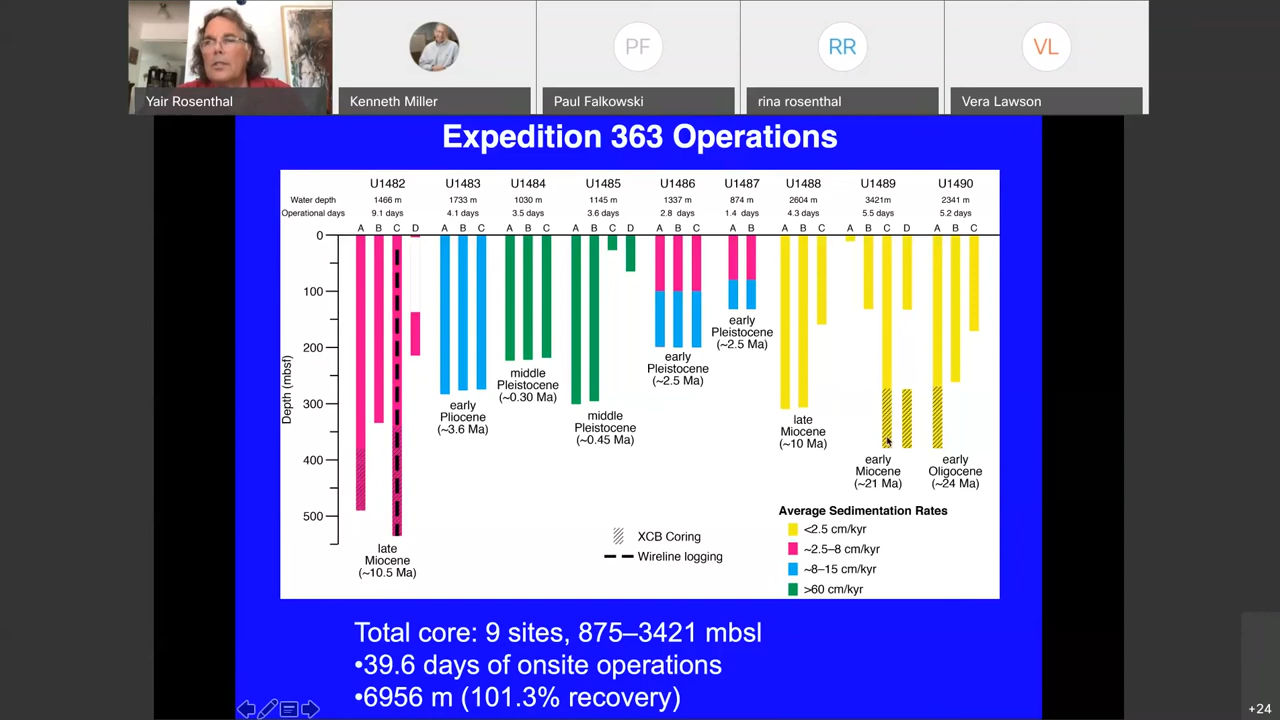 PF
RR
VL
Yair Rosenthal
Kenneth Miller
Paul Falkowski
rina rosenthal
Vera Lawson
Expedition 363 Operations
U1482 U1483 U1484 U1485 U1486 U1487 U1488 U1489 U1490
Water depth 1466 m 1733 m 1030 m 1145 m 1337 m 874 m 2604 m 3421m 2341 m
Operational days 9.1 days 4.1 days 3.5 days 3.6 days 2.8 days 1.4 days 4.3 days 5.5 days 5.2 days
A B C D A B C A B C A B C D A B C A B A B C A B C D A B C
0
100
200
300
400
500
Depth (mbsf)
late
Miocene
(~10.5 Ma)
early
Pliocene
(~3.6 Ma)
middle
Pleistocene
(~0.30 Ma)
middle
Pleistocene
(~0.45 Ma)
early
Pleistocene
(~2.5 Ma)
early
Pleistocene
(~2.5 Ma)
late
Miocene
(~10 Ma)
early
Miocene
(~21 Ma)
early
Oligocene
(~24 Ma)
XCB Coring
Wireline logging
Average Sedimentation Rates
<2.5 cm/kyr
~2.5–8 cm/kyr
~8–15 cm/kyr
>60 cm/kyr
Total core: 9 sites, 875–3421 mbsl
•39.6 days of onsite operations
•6956 m (101.3% recovery)
+24